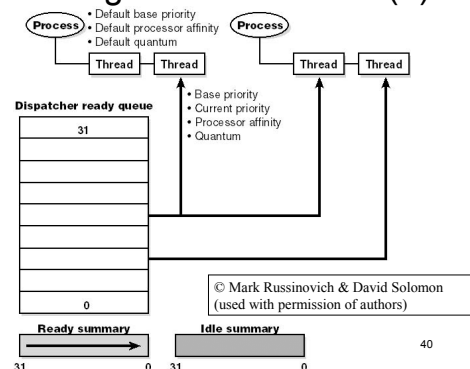 Process
• Default base priority
• Default processor affinity
• Default quantum
Process
Thread
Thread
Thread
Thread
• Base priority
• Current priority
• Processor affinity
• Quantum
Dispatcher ready queue
31
0
© Mark Russinovich & David Solomon
(used with permission of authors)
Ready summary
Idle summary
31 0
31 0
40